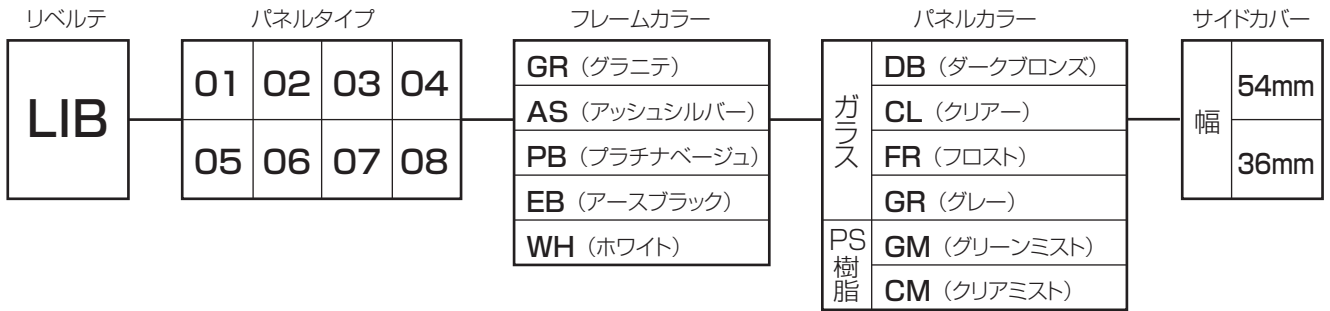 リベルテ
パネルタイプ
フレームカラー
パネルカラー
サイドカバー
LIB
01 02 03 04
05 06 07 08
GR（グラニテ）
AS（アッシュシルバー）
PB（プラチナベージュ）
EB（アースブラック）
WH（ホワイト）
ガラス
DB（ダークブロンズ）
CL（クリアー）
FR（フロスト）
GR（グレー）
PS樹脂
GM（グリーンミスト）
CM（クリアミスト）
幅
54mm
36mm